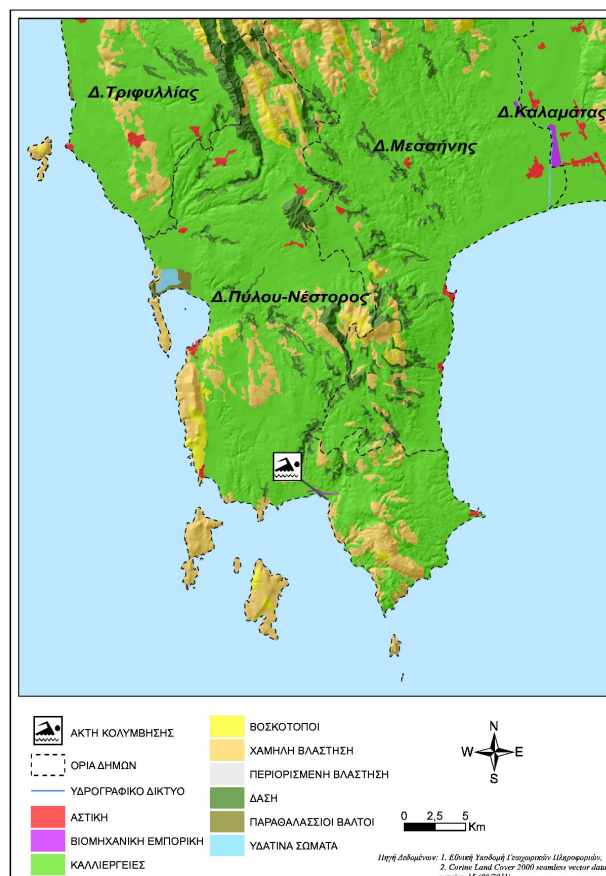 Δ.Τριφυλλίας
Δ.Καλαμάτας
Δ.Μεσσήνης
Δ.Πύλου-Νέστορος
ΑΚΤΗ ΚΟΛΥΜΒΗΣΗΣ
ΟΡΙΑ ΔΗΜΩΝ
ΥΔΡΟΓΡΑΦΙΚΟ ΔΙΚΤΥΟ
ΑΣΤΙΚΗ
ΒΙΟΜΗΧΑΝΙΚΗ ΕΜΠΟΡΙΚΗ
ΚΑΛΛΙΕΡΓΕΙΕΣ
ΒΟΣΚΟΤΟΠΟΙ
ΧΑΜΗΛΗ ΒΛΑΣΤΗΣΗ
ΠΕΡΙΟΡΙΣΜΕΝΗ ΒΛΑΣΤΗΣΗ
ΔΑΣΗ
ΠΑΡΑΘΑΛΑΣΣΙΟΙ ΒΑΛΤΟΙ
ΥΔΑΤΙΝΑ ΣΩΜΑΤΑ
N
W E
S
0 2,5 5
Km
Πηγή Δεδομένων: 1. Εθνική Υποδομή Γεωχωρικών Πληροφοριών,
2. Corine Land Cover 2000 seamless vector data